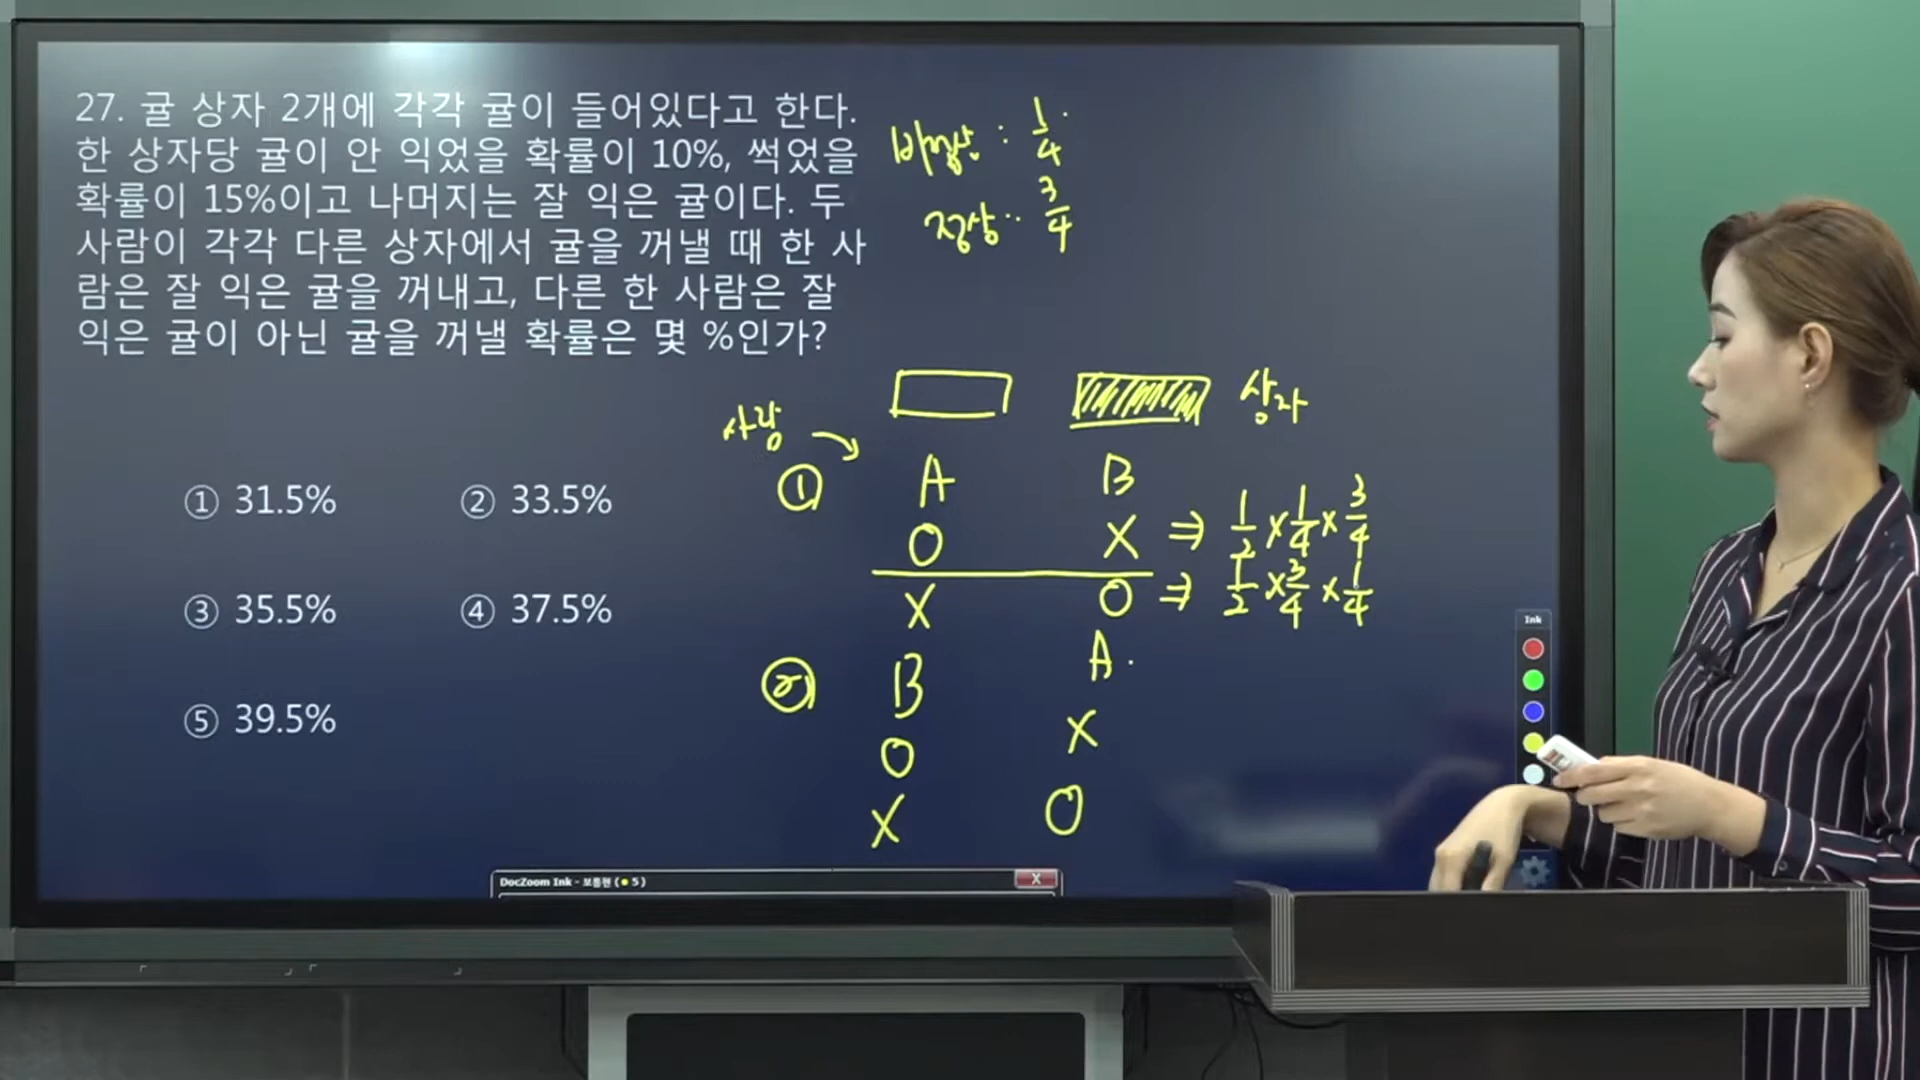 27. 귤 상자 2개에 각각 귤이 들어있다고 한다.
한 상자당 귤이 안 익었을 확률이 10%, 썩었을
확률이 15%이고 나머지는 잘 익은 귤이다. 두
사람이 각각 다른 상자에서 귤을 꺼낼 때 한 사
람은 잘 익은 귤을 꺼내고, 다른 한 사람은 잘
익은 귤이 아닌 귤을 꺼낼 확률은 몇 %인가?
① 31.5% ② 33.5%
③ 35.5% ④ 37.5%
⑤ 39.5%
비정상 : 1/4
정상 : 3/4
사람 상자
① A B
O X ⇒ 1/2 × 1/4 × 3/4
X O ⇒ 1/2 × 3/4 × 1/4
② B A
O X
X O
Ink
DocZoom Ink - 보통펜 (● 5) X